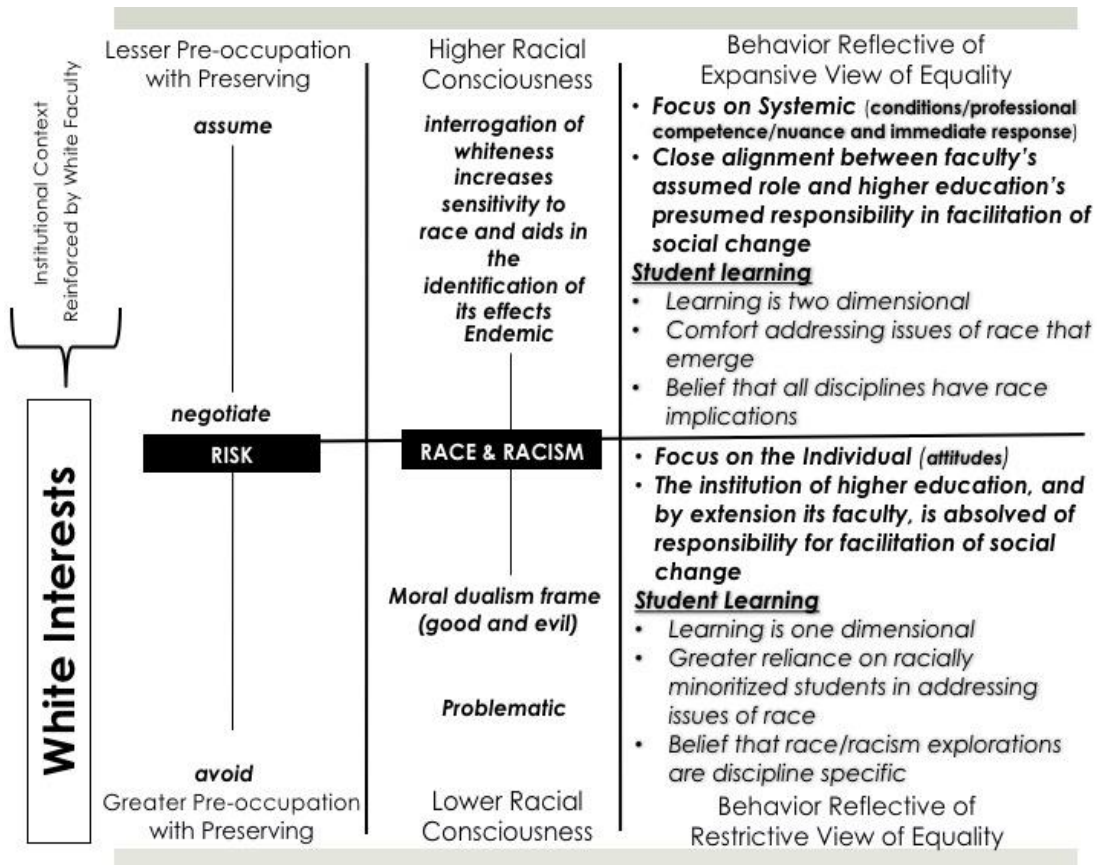 Institutional Context
Reinforced by White Faculty
White Interests
Lesser Pre-occupation
with Preserving
assume
negotiate
RISK
avoid
Greater Pre-occupation
with Preserving
Higher Racial
Consciousness
interrogation of
whiteness
increases
sensitivity to
race and aids in
the
identification of
its effects
Endemic
RACE & RACISM
Moral dualism frame
(good and evil)
Problematic
Lower Racial
Consciousness
Behavior Reflective of
Expansive View of Equality
• Focus on Systemic (conditions/professional
competence/nuance and immediate response)
• Close alignment between faculty's
assumed role and higher education's
presumed responsibility in facilitation of
social change
Student learning
• Learning is two dimensional
• Comfort addressing issues of race that
emerge
• Belief that all disciplines have race
implications
• Focus on the Individual (attitudes)
• The institution of higher education, and
by extension its faculty, is absolved of
responsibility for facilitation of social
change
Student Learning
• Learning is one dimensional
• Greater reliance on racially
minoritized students in addressing
issues of race
• Belief that race/racism explorations
are discipline specific
Behavior Reflective of
Restrictive View of Equality